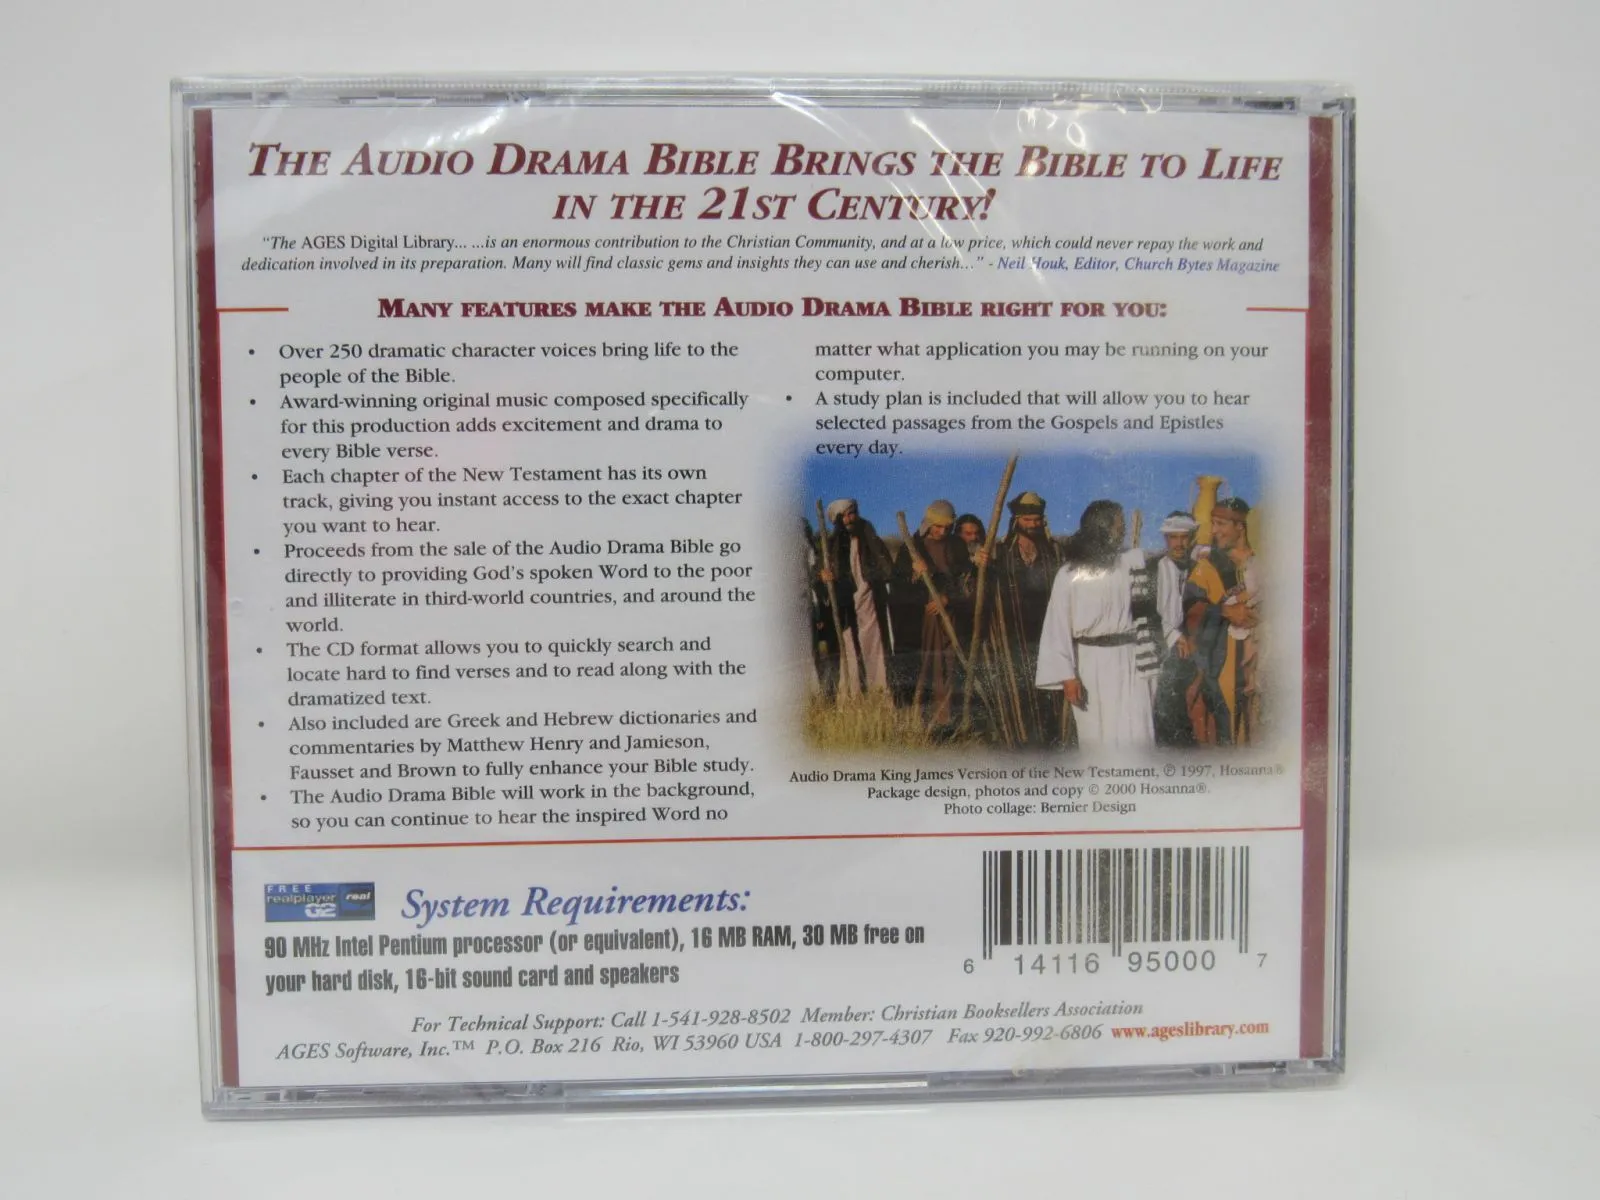 THE AUDIO DRAMA BIBLE BRINGS THE BIBLE TO LIFE
IN THE 21ST CENTURY!
"The AGES Digital Library... ...is an enormous contribution to the Christian Community, and at a low price, which could never repay the work and
dedication involved in its preparation. Many will find classic gems and insights they can use and cherish..." - Neil Houk, Editor, Church Bytes Magazine
MANY FEATURES MAKE THE AUDIO DRAMA BIBLE RIGHT FOR YOU:
• Over 250 dramatic character voices bring life to the
people of the Bible.
• Award-winning original music composed specifically
for this production adds excitement and drama to
every Bible verse.
• Each chapter of the New Testament has its own
track, giving you instant access to the exact chapter
you want to hear.
• Proceeds from the sale of the Audio Drama Bible go
directly to providing God's spoken Word to the poor
and illiterate in third-world countries, and around the
world.
• The CD format allows you to quickly search and
locate hard to find verses and to read along with the
dramatized text.
• Also included are Greek and Hebrew dictionaries and
commentaries by Matthew Henry and Jamieson,
Fausset and Brown to fully enhance your Bible study.
• The Audio Drama Bible will work in the background,
so you can continue to hear the inspired Word no
matter what application you may be running on your
computer.
• A study plan is included that will allow you to hear
selected passages from the Gospels and Epistles
every day.
Audio Drama King James Version of the New Testament, ℗ 1997, Hosanna®
Package design, photos and copy © 2000 Hosanna®.
Photo collage: Bernier Design
FREE
realplayer real
G2
System Requirements:
90 MHz Intel Pentium processor (or equivalent), 16 MB RAM, 30 MB free on
your hard disk, 16-bit sound card and speakers
6 14116 95000 7
For Technical Support: Call 1-541-928-8502 Member: Christian Booksellers Association
AGES Software, Inc.™ P.O. Box 216 Rio, WI 53960 USA 1-800-297-4307 Fax 920-992-6806 www.ageslibrary.com